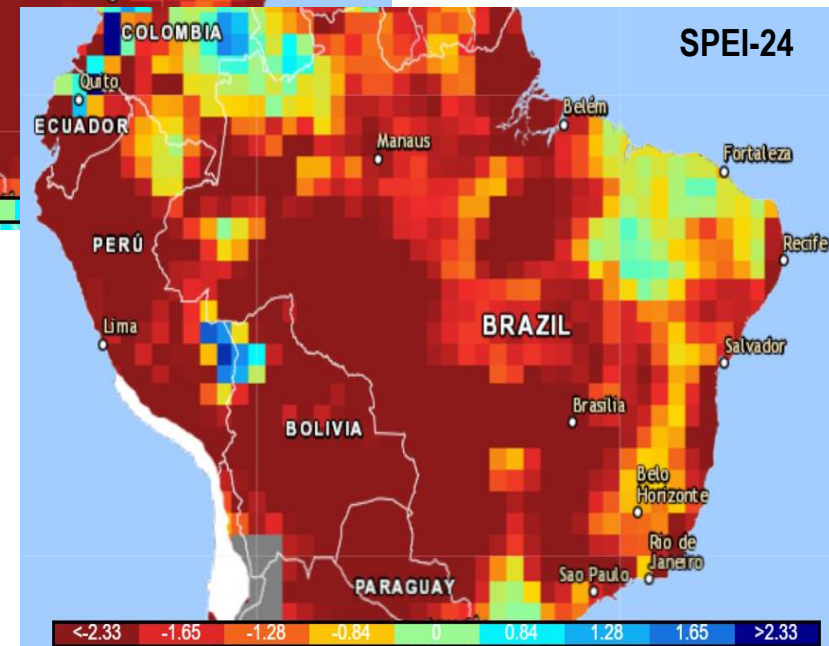 COLOMBIA
SPEI-24
Quito
ECUADOR
Belém
Manaus
Fortaleza
PERÚ
Recife
Lima
BRAZIL
Salvador
Brasilia
BOLIVIA
Belo
Horizonte
Rio de
Janeiro
Sao Paulo
PARAGUAY
<-2.33 -1.65 -1.28 -0.84 0 0.84 1.28 1.65 >2.33